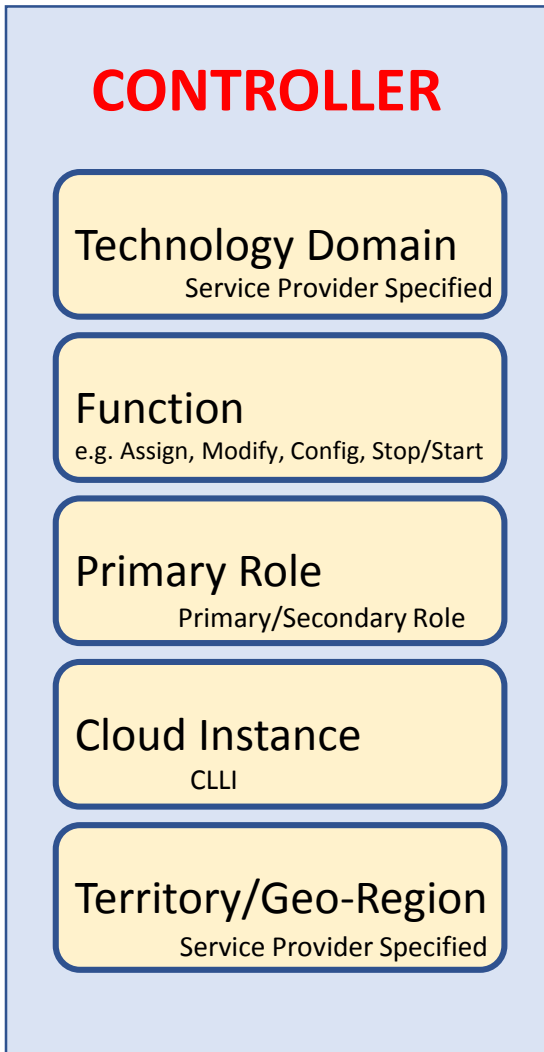 CONTROLLER
Technology Domain
Service Provider Specified
Function
e.g. Assign, Modify, Config, Stop/Start
Primary Role
Primary/Secondary Role
Cloud Instance
CLLI
Territory/Geo-Region
Service Provider Specified